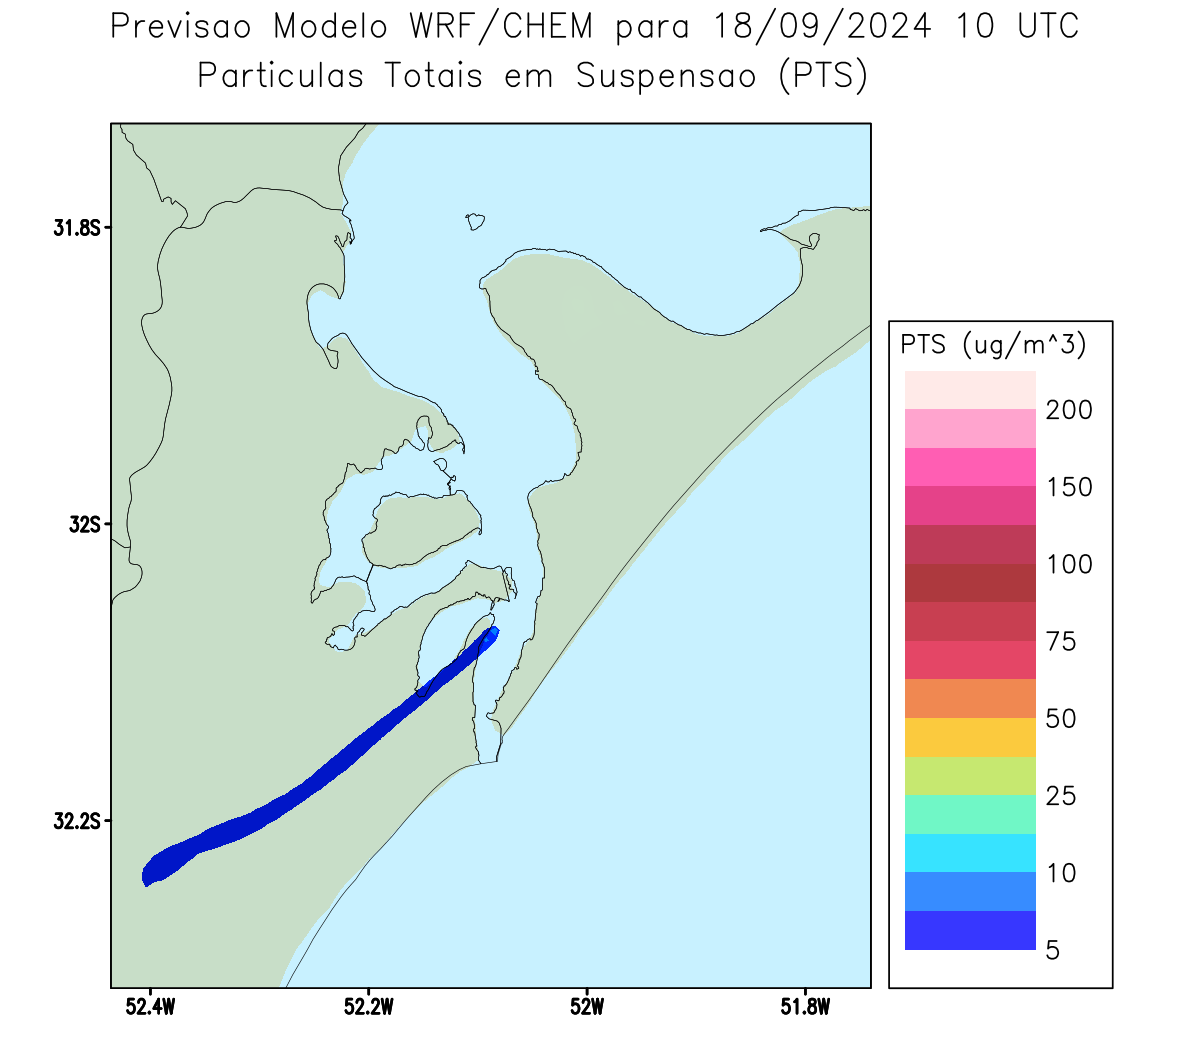 Previsao Modelo WRF/CHEM para 18/09/2024 10 UTC
Particulas Totais em Suspensao (PTS)
31.8S
32S
32.2S
52.4W
52.2W
52W
51.8W
PTS (ug/m^3)
200
150
100
75
50
25
10
5